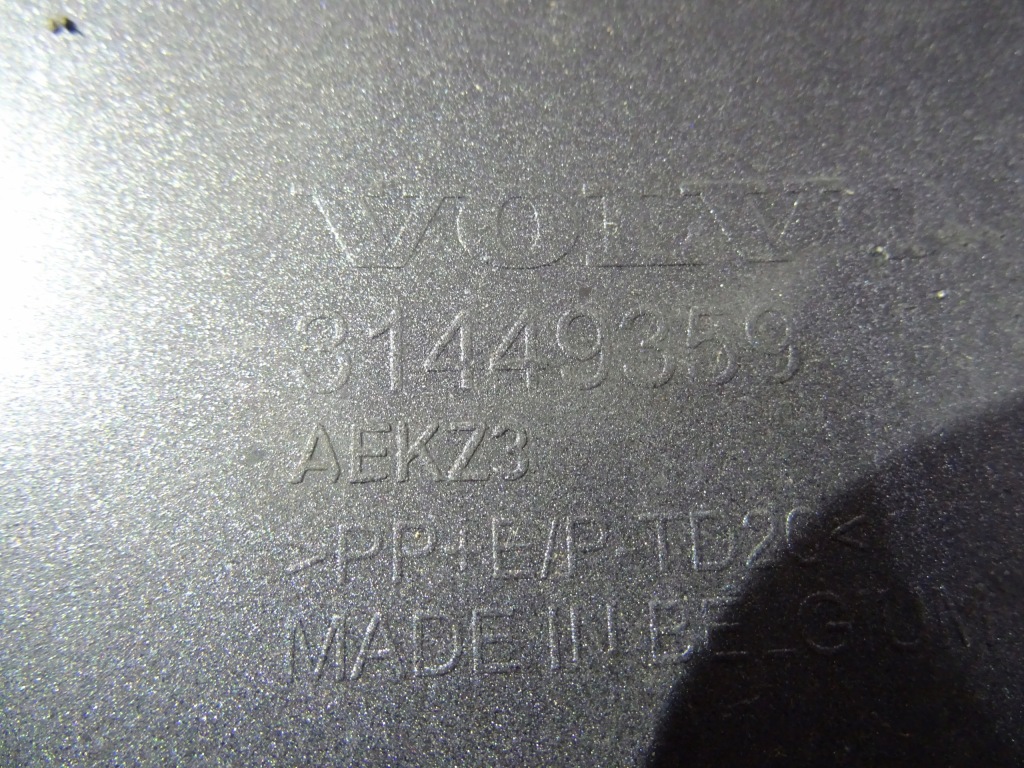 VOLVO
31449359
AEKZ3
>PP+E/P-TD20<
MADE IN BELGIUM